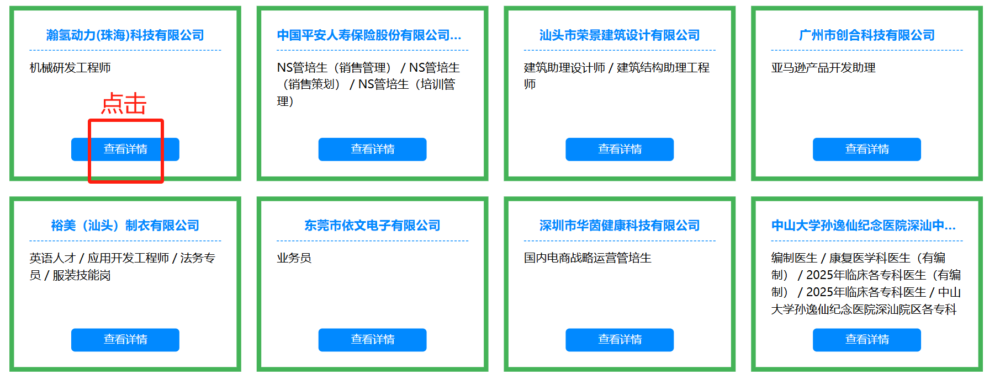 瀚氢动力(珠海)科技有限公司
机械研发工程师
点击
查看详情
中国平安人寿保险股份有限公司...
NS管培生（销售管理） / NS管培生
（销售策划） / NS管培生（培训管
理）
查看详情
汕头市荣景建筑设计有限公司
建筑助理设计师 / 建筑结构助理工程
师
查看详情
广州市创合科技有限公司
亚马逊产品开发助理
查看详情
裕美（汕头）制衣有限公司
英语人才 / 应用开发工程师 / 法务专
员 / 服装技能岗
查看详情
东莞市依文电子有限公司
业务员
查看详情
深圳市华茵健康科技有限公司
国内电商战略运营管培生
查看详情
中山大学孙逸仙纪念医院深汕中...
编制医生 / 康复医学科医生（有编
制） / 2025年临床各专科医生（有编
制） / 2025年临床各专科医生 / 中山
大学孙逸仙纪念医院深汕院区各专科
查看详情